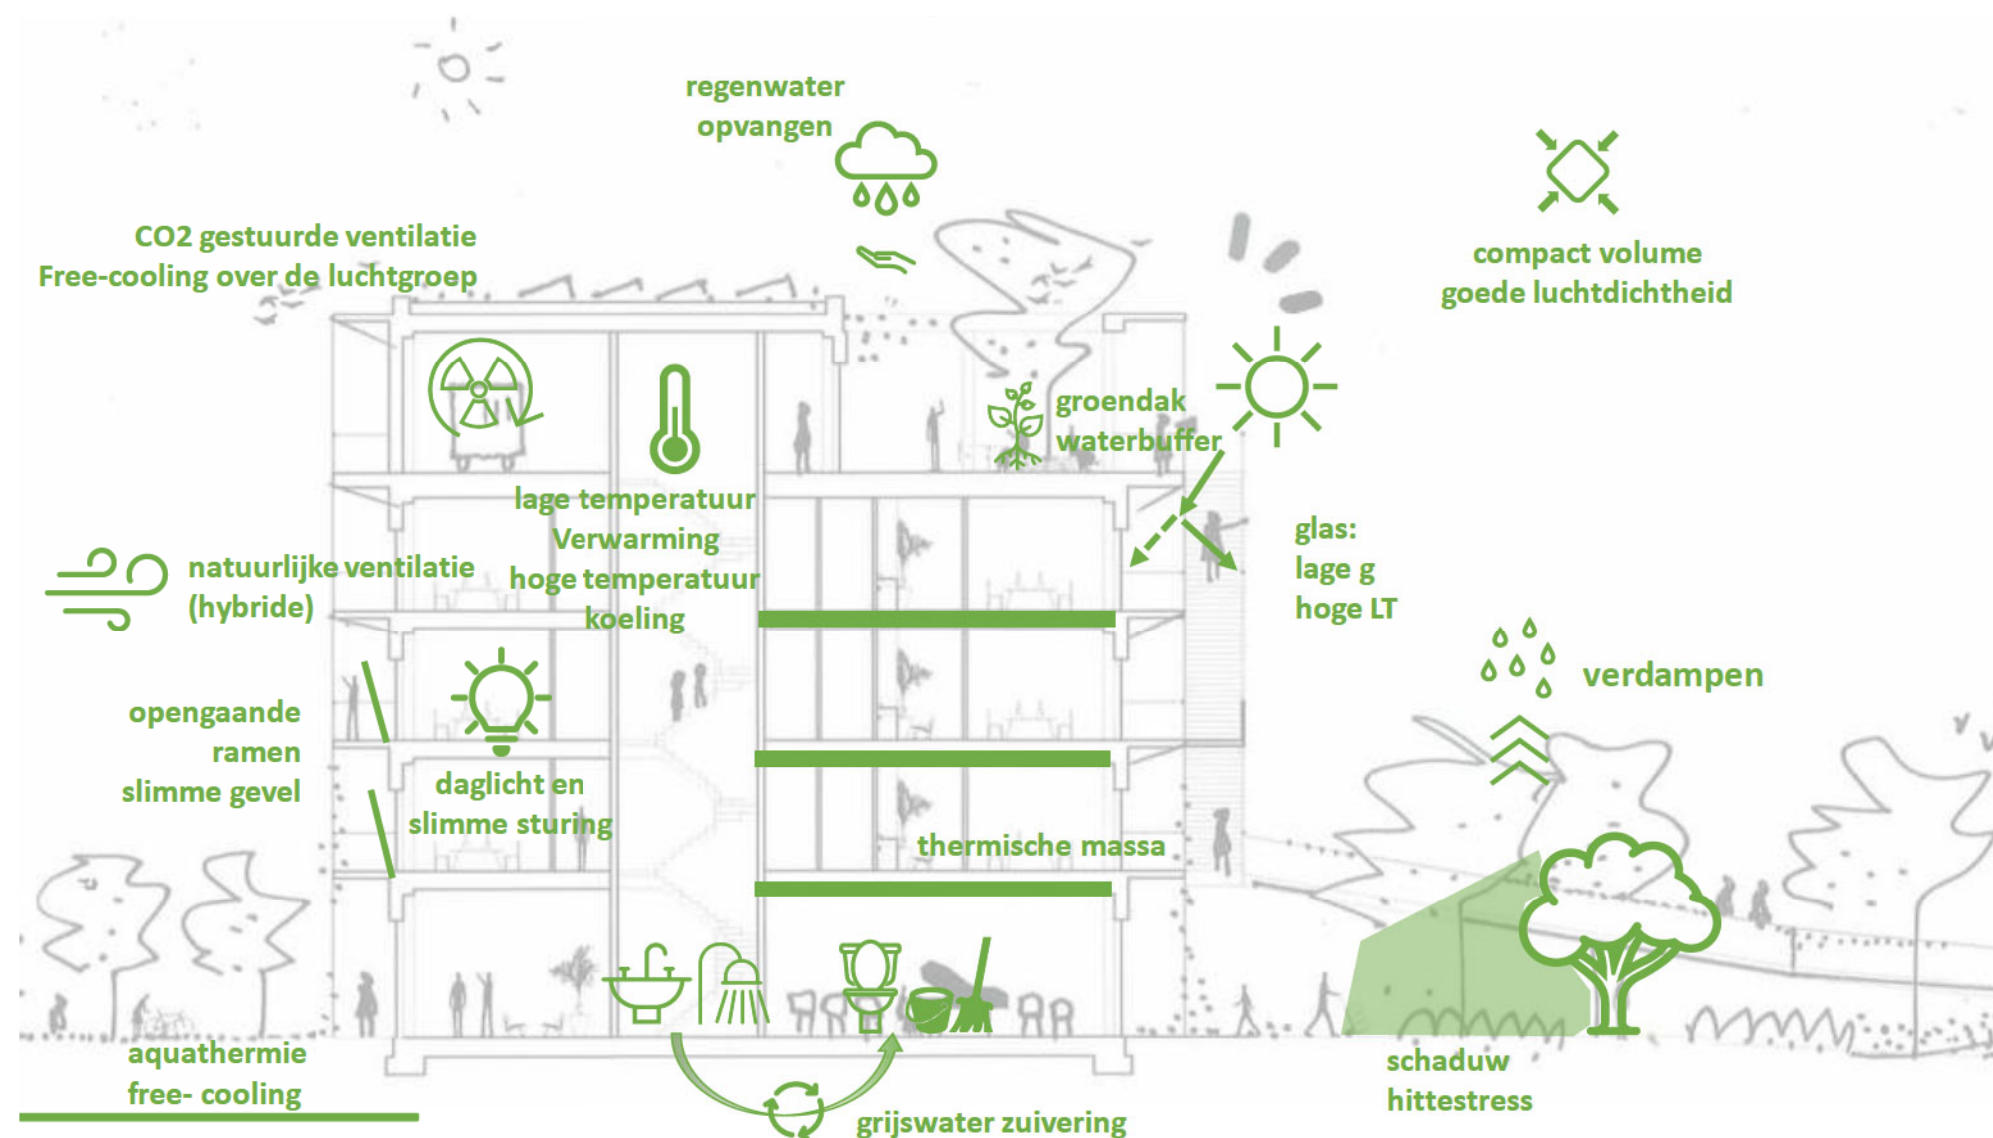 regenwater
opvangen
CO2 gestuurde ventilatie
Free-cooling over de luchtgroep
compact volume
goede luchtdichtheid
groendak
waterbuffer
lage temperatuur
Verwarming
hoge temperatuur
koeling
glas:
lage g
hoge LT
natuurlijke ventilatie
(hybride)
verdampen
opengaande
ramen
slimme gevel
daglicht en
slimme sturing
thermische massa
aquathermie
free- cooling
grijswater zuivering
schaduw
hittestress